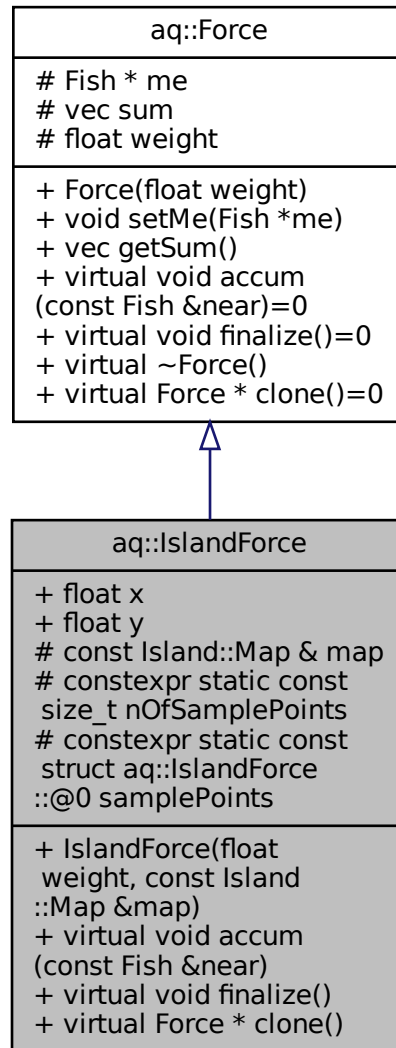 aq::Force
# Fish * me
# vec sum
# float weight
+ Force(float weight)
+ void setMe(Fish *me)
+ vec getSum()
+ virtual void accum
(const Fish &near)=0
+ virtual void finalize()=0
+ virtual ~Force()
+ virtual Force * clone()=0
aq::IslandForce
+ float x
+ float y
# const Island::Map & map
# constexpr static const
size_t nOfSamplePoints
# constexpr static const
struct aq::IslandForce
::@0 samplePoints
+ IslandForce(float
weight, const Island
::Map &map)
+ virtual void accum
(const Fish &near)
+ virtual void finalize()
+ virtual Force * clone()